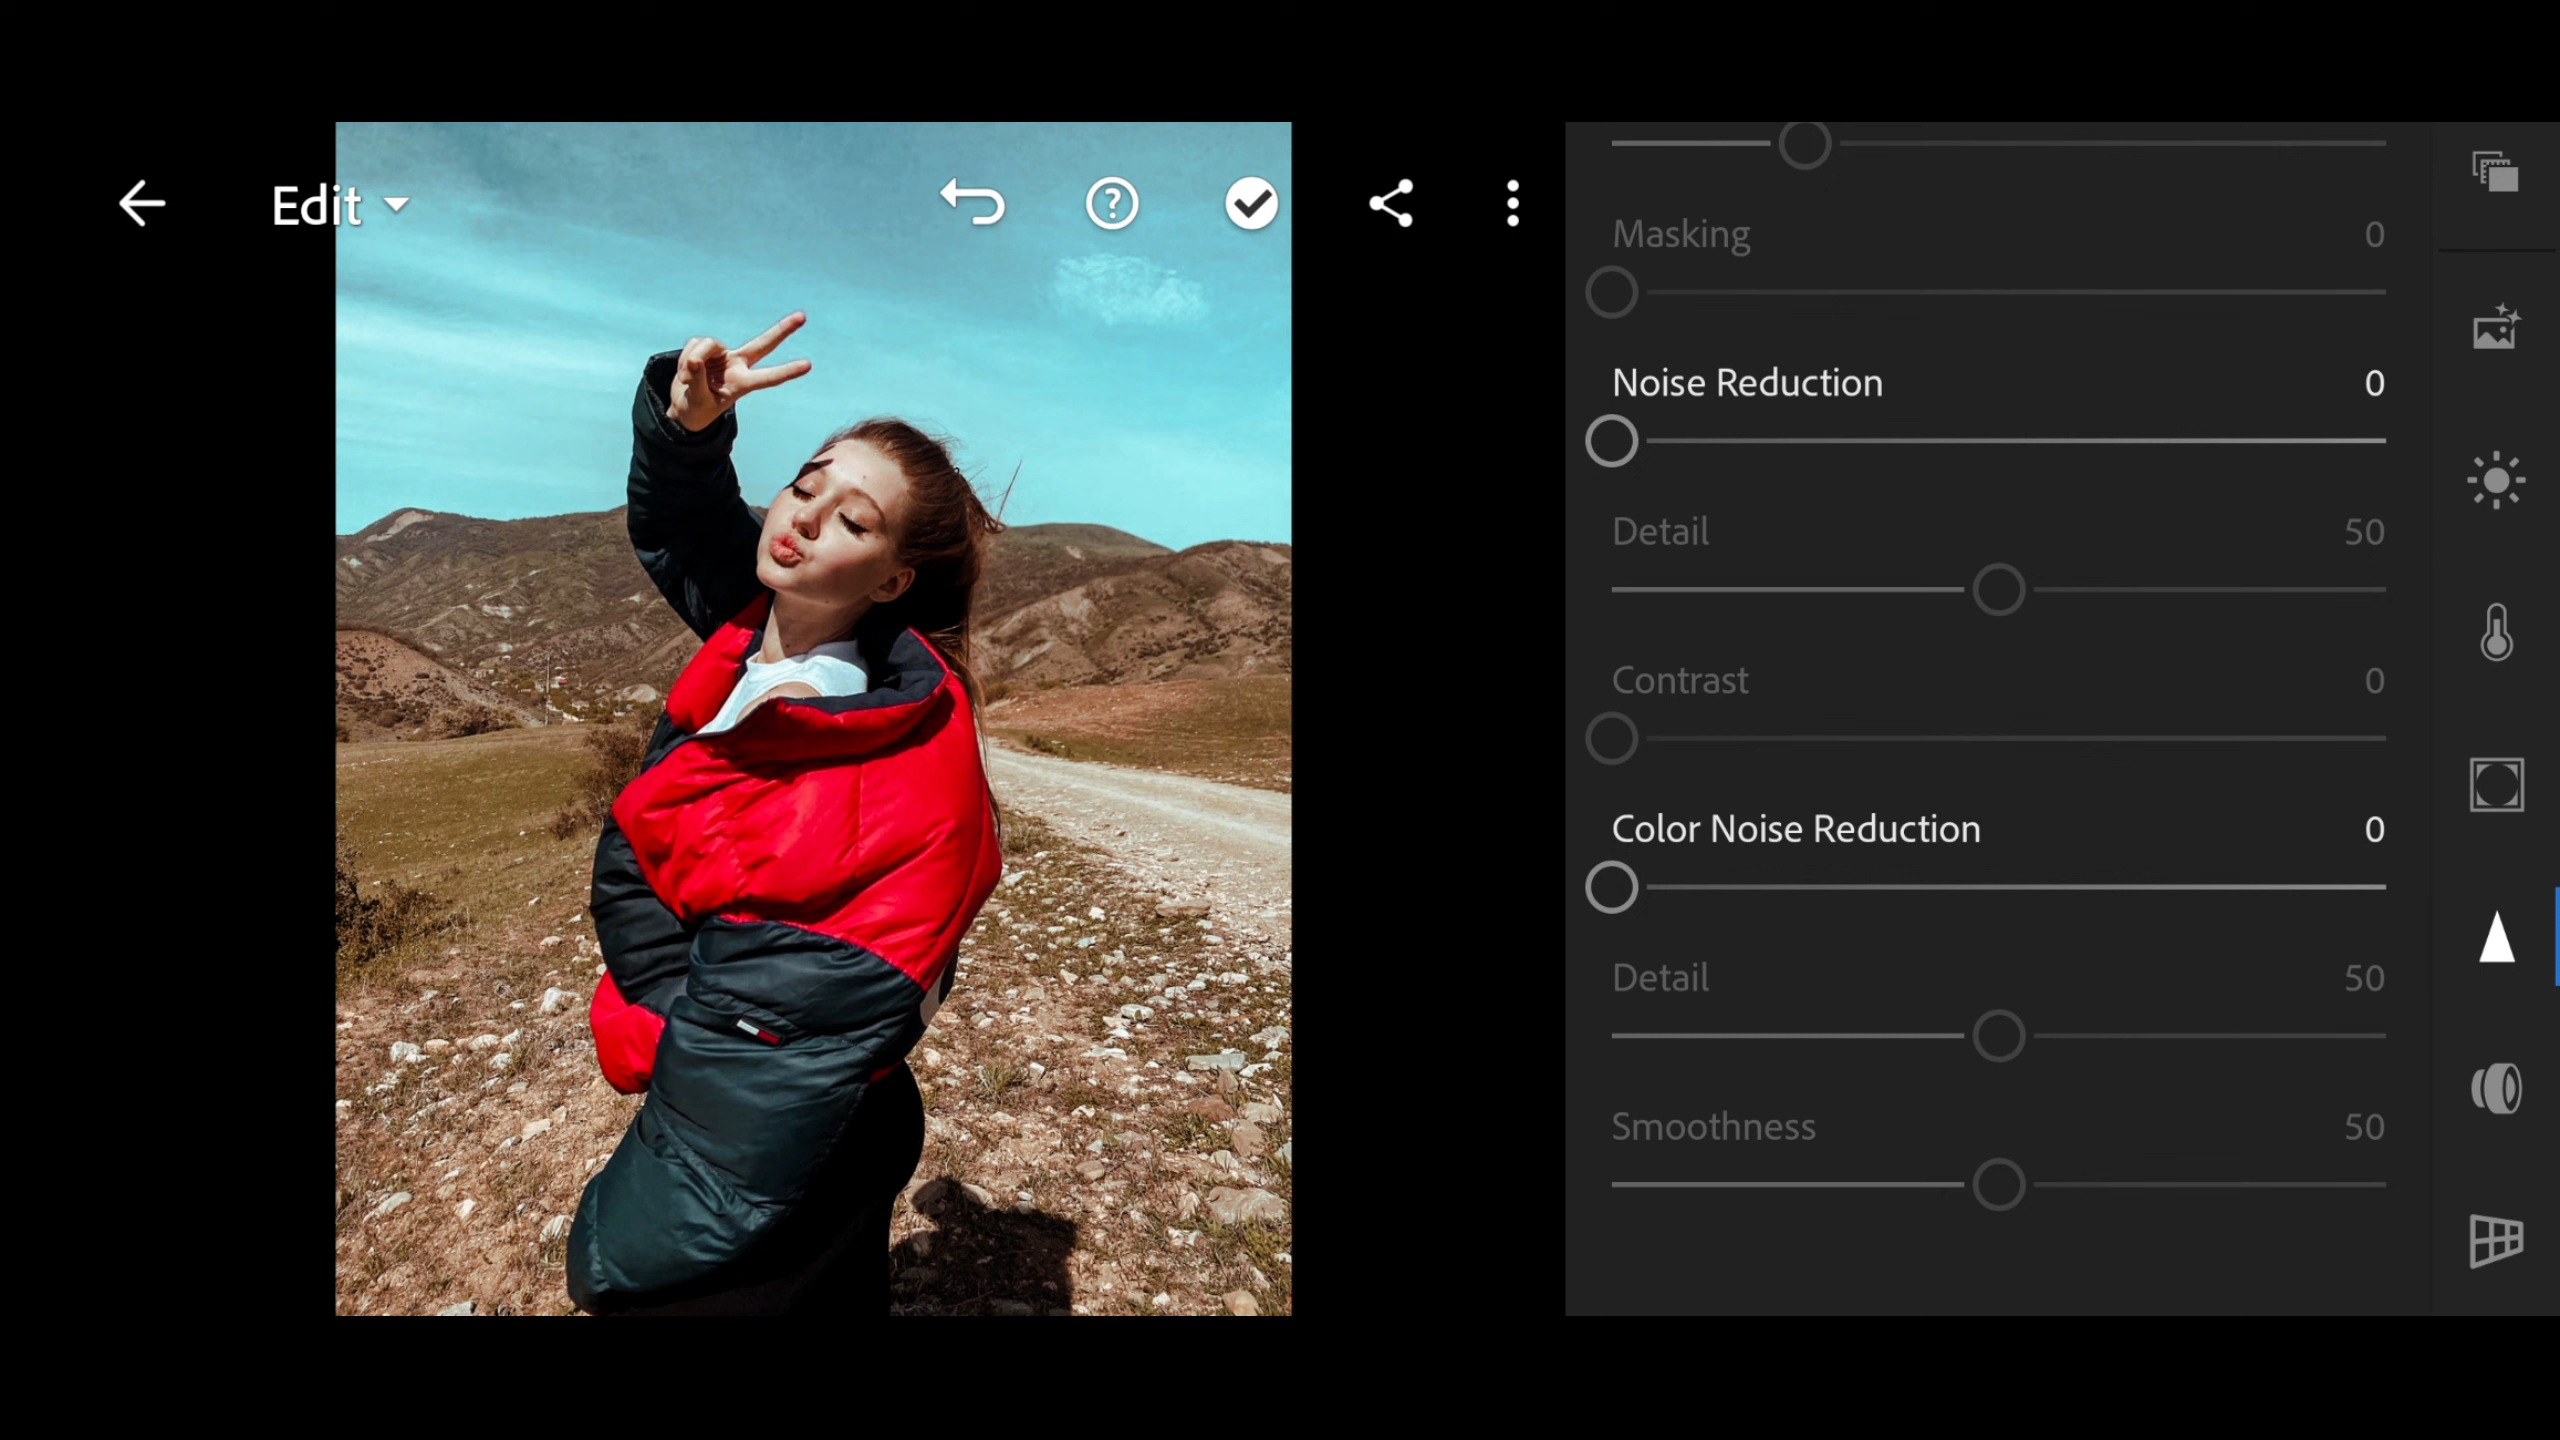 Edit
Masking 0
Noise Reduction 0
Detail 50
Contrast 0
Color Noise Reduction 0
Detail 50
Smoothness 50